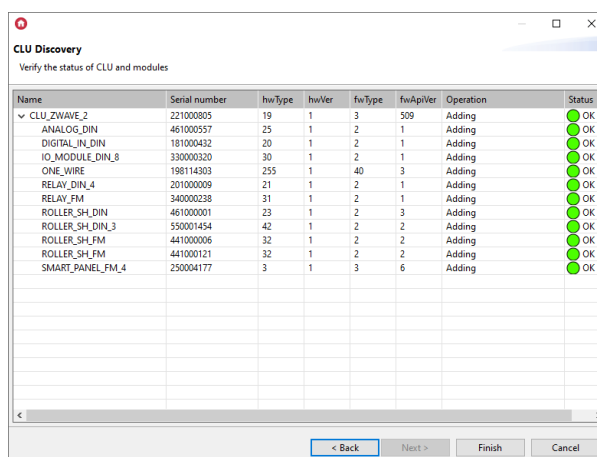 CLU Discovery
Verify the status of CLU and modules
Name Serial number hwType hwVer fwType fwApiVer Operation Status
CLU_ZWAVE_2 221000805 19 1 3 509 Adding OK
ANALOG_DIN 461000557 25 1 2 1 Adding OK
DIGITAL_IN_DIN 181000432 20 1 2 1 Adding OK
IO_MODULE_DIN_8 330000320 30 1 2 1 Adding OK
ONE_WIRE 198114303 255 1 40 3 Adding OK
RELAY_DIN_4 201000009 21 1 2 1 Adding OK
RELAY_FM 340000238 31 1 2 1 Adding OK
ROLLER_SH_DIN 461000001 23 1 2 3 Adding OK
ROLLER_SH_DIN_3 550001454 42 1 2 2 Adding OK
ROLLER_SH_FM 441000006 32 1 2 2 Adding OK
ROLLER_SH_FM 441000121 32 1 2 2 Adding OK
SMART_PANEL_FM_4 250004177 3 1 3 6 Adding OK
< Back Next > Finish Cancel